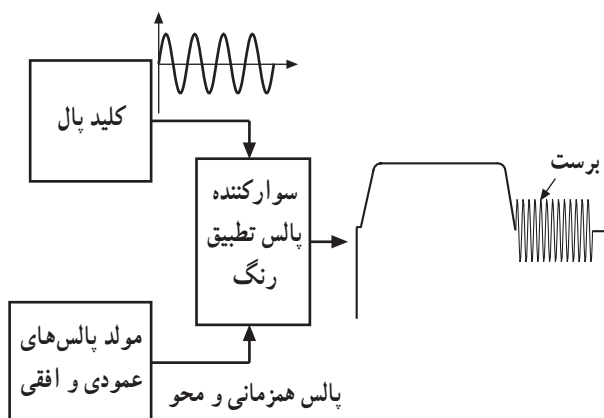 کلید پال
برست
سوارکننده
پالس تطبیق
رنگ
مولد پالس‌های
عمودی و افقی
پالس همزمانی و محو